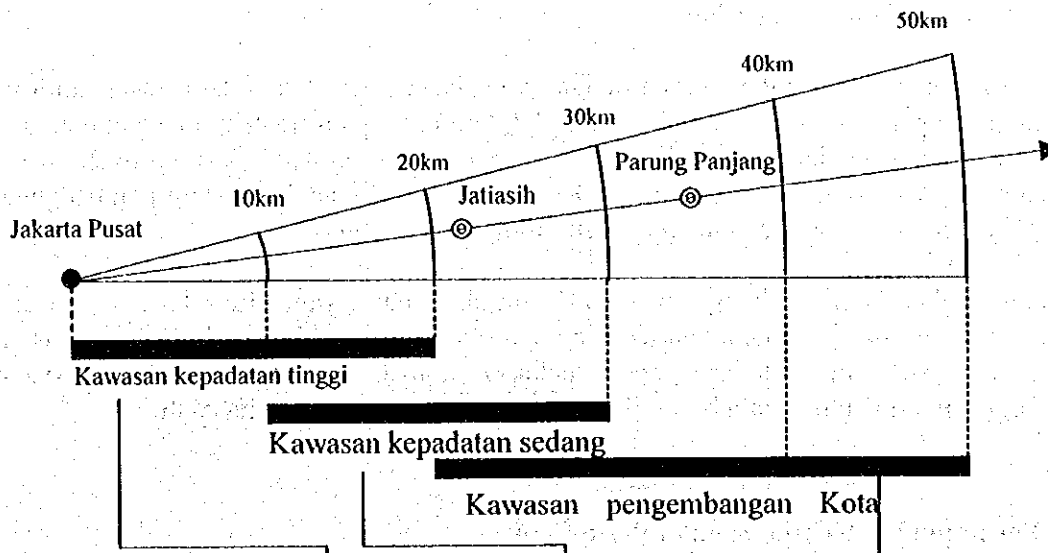 50km
40km
30km
20km
10km
Parung Panjang
Jatiasih
Jakarta Pusat
Kawasan kepadatan tinggi
Kawasan kepadatan sedang
Kawasan pengembangan Kota